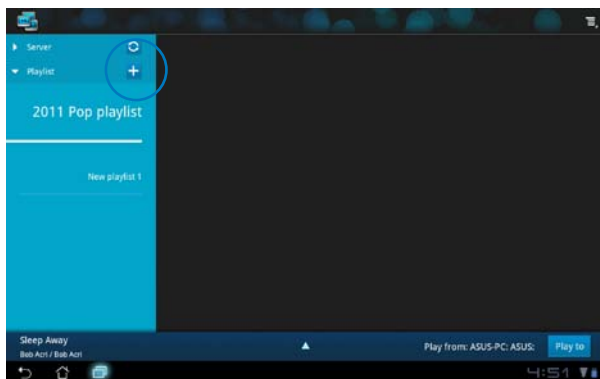 Server
Playlist
2011 Pop playlist
New playlist 1
Sleep Away
Bob Acri / Bob Acri
Play from: ASUS-PC: ASUS:
Play to
4:51